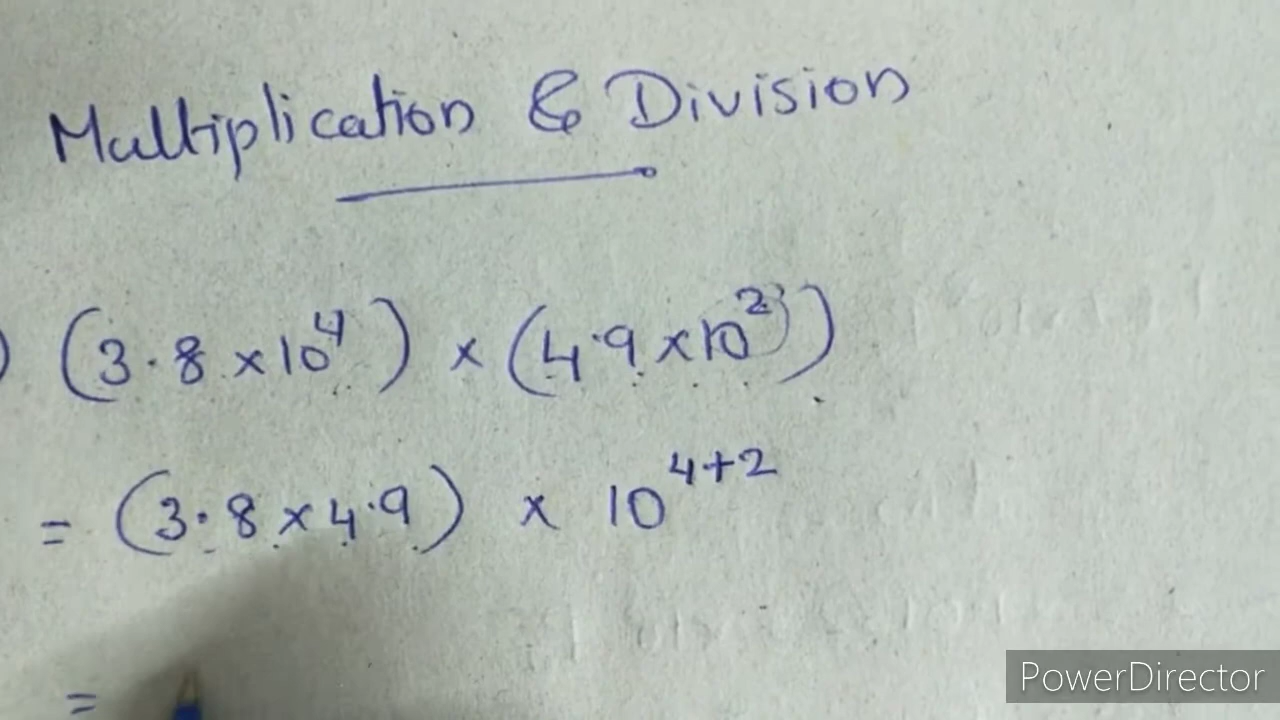 Multiplication & Division
) (3.8 x 10⁴) x (4.9 x 10²)
= (3.8 x 4.9) x 10⁴⁺²
=
PowerDirector